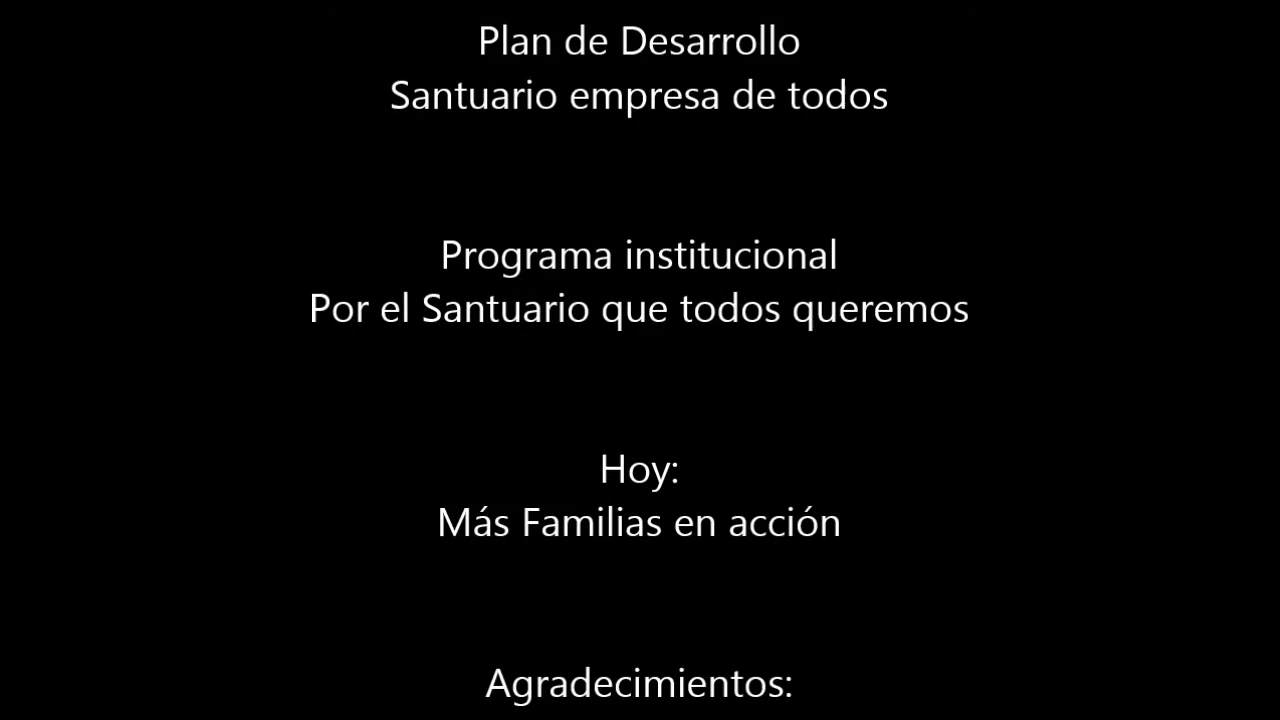 Plan de Desarrollo
Santuario empresa de todos
Programa institucional
Por el Santuario que todos queremos
Hoy:
Más Familias en acción
Agradecimientos: